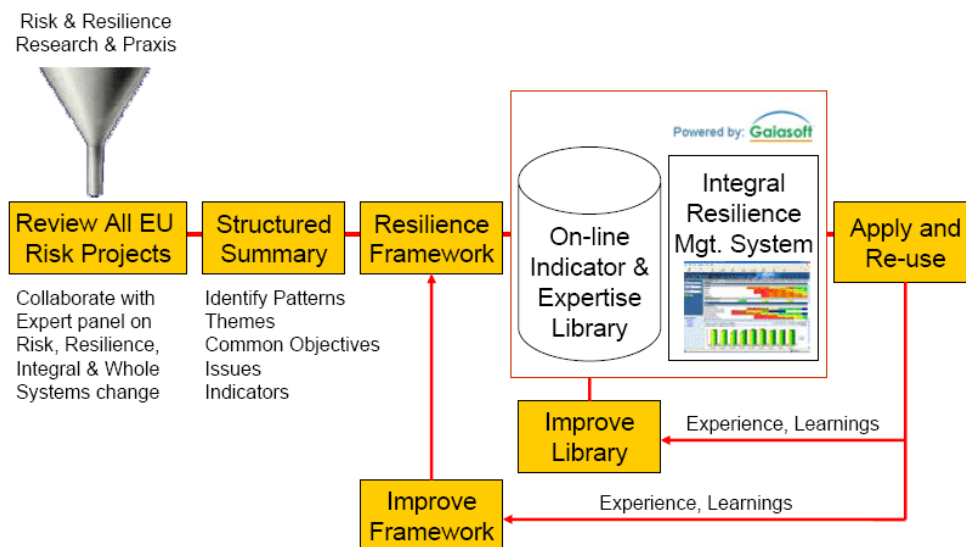 Risk & Resilience
Research & Praxis
Powered by: Gaiasoft
Review All EU
Risk Projects
Structured
Summary
Resilience
Framework
On-line
Indicator &
Expertise
Library
Integral
Resilience
Mgt. System
Apply and
Re-use
Collaborate with
Expert panel on
Risk, Resilience,
Integral & Whole
Systems change
Identify Patterns
Themes
Common Objectives
Issues
Indicators
Improve
Library
Experience, Learnings
Improve
Framework
Experience, Learnings